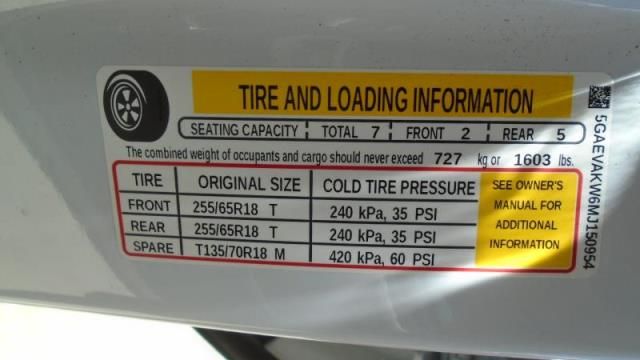 TIRE AND LOADING INFORMATION
SEATING CAPACITY TOTAL 7 FRONT 2 REAR 5
The combined weight of occupants and cargo should never exceed 727 kg or 1603 lbs.
TIRE ORIGINAL SIZE COLD TIRE PRESSURE
FRONT 255/65R18 T 240 kPa, 35 PSI
REAR 255/65R18 T 240 kPa, 35 PSI
SPARE T135/70R18 M 420 kPa, 60 PSI
SEE OWNER'S
MANUAL FOR
ADDITIONAL
INFORMATION
5GAEVAKW6MJ150954